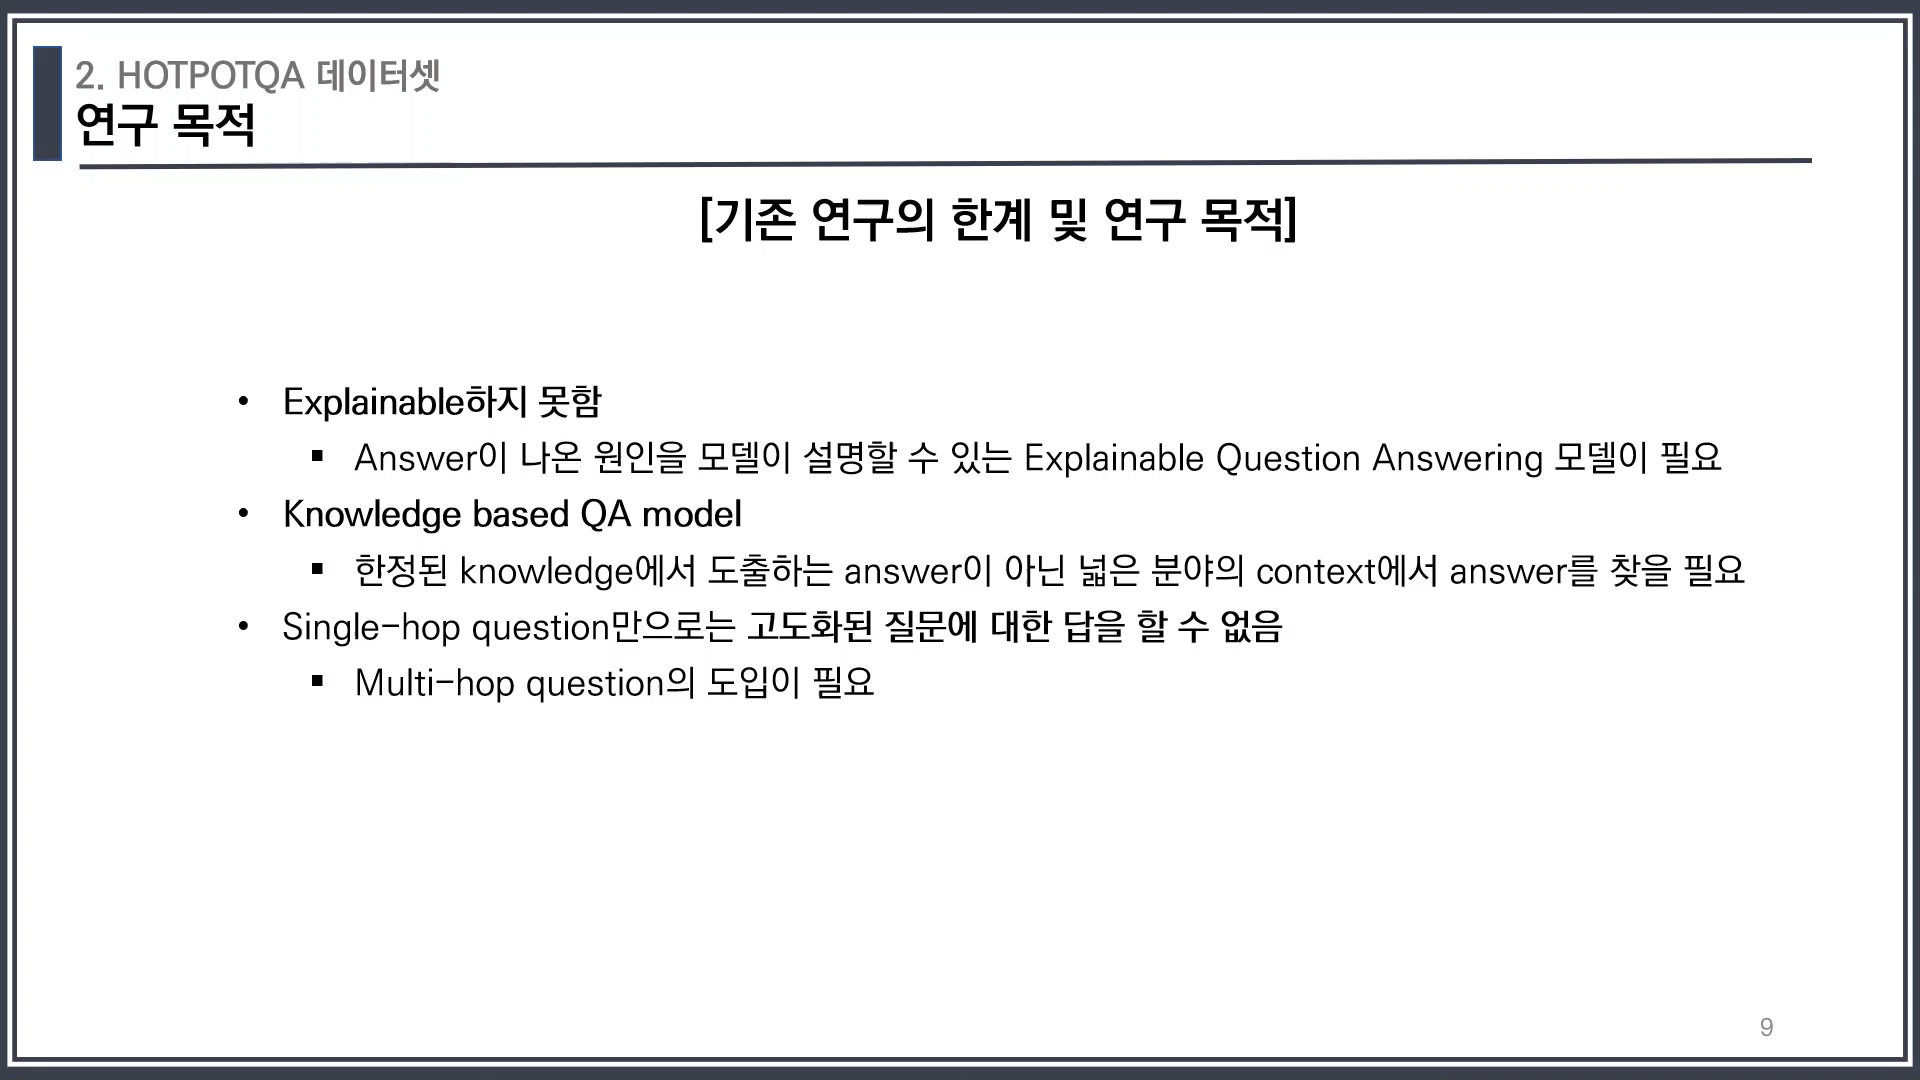 2. HOTPOTQA 데이터셋
연구 목적
[기존 연구의 한계 및 연구 목적]
• Explainable하지 못함
▪ Answer이 나온 원인을 모델이 설명할 수 있는 Explainable Question Answering 모델이 필요
• Knowledge based QA model
▪ 한정된 knowledge에서 도출하는 answer이 아닌 넓은 분야의 context에서 answer를 찾을 필요
• Single-hop question만으로는 고도화된 질문에 대한 답을 할 수 없음
▪ Multi-hop question의 도입이 필요
9